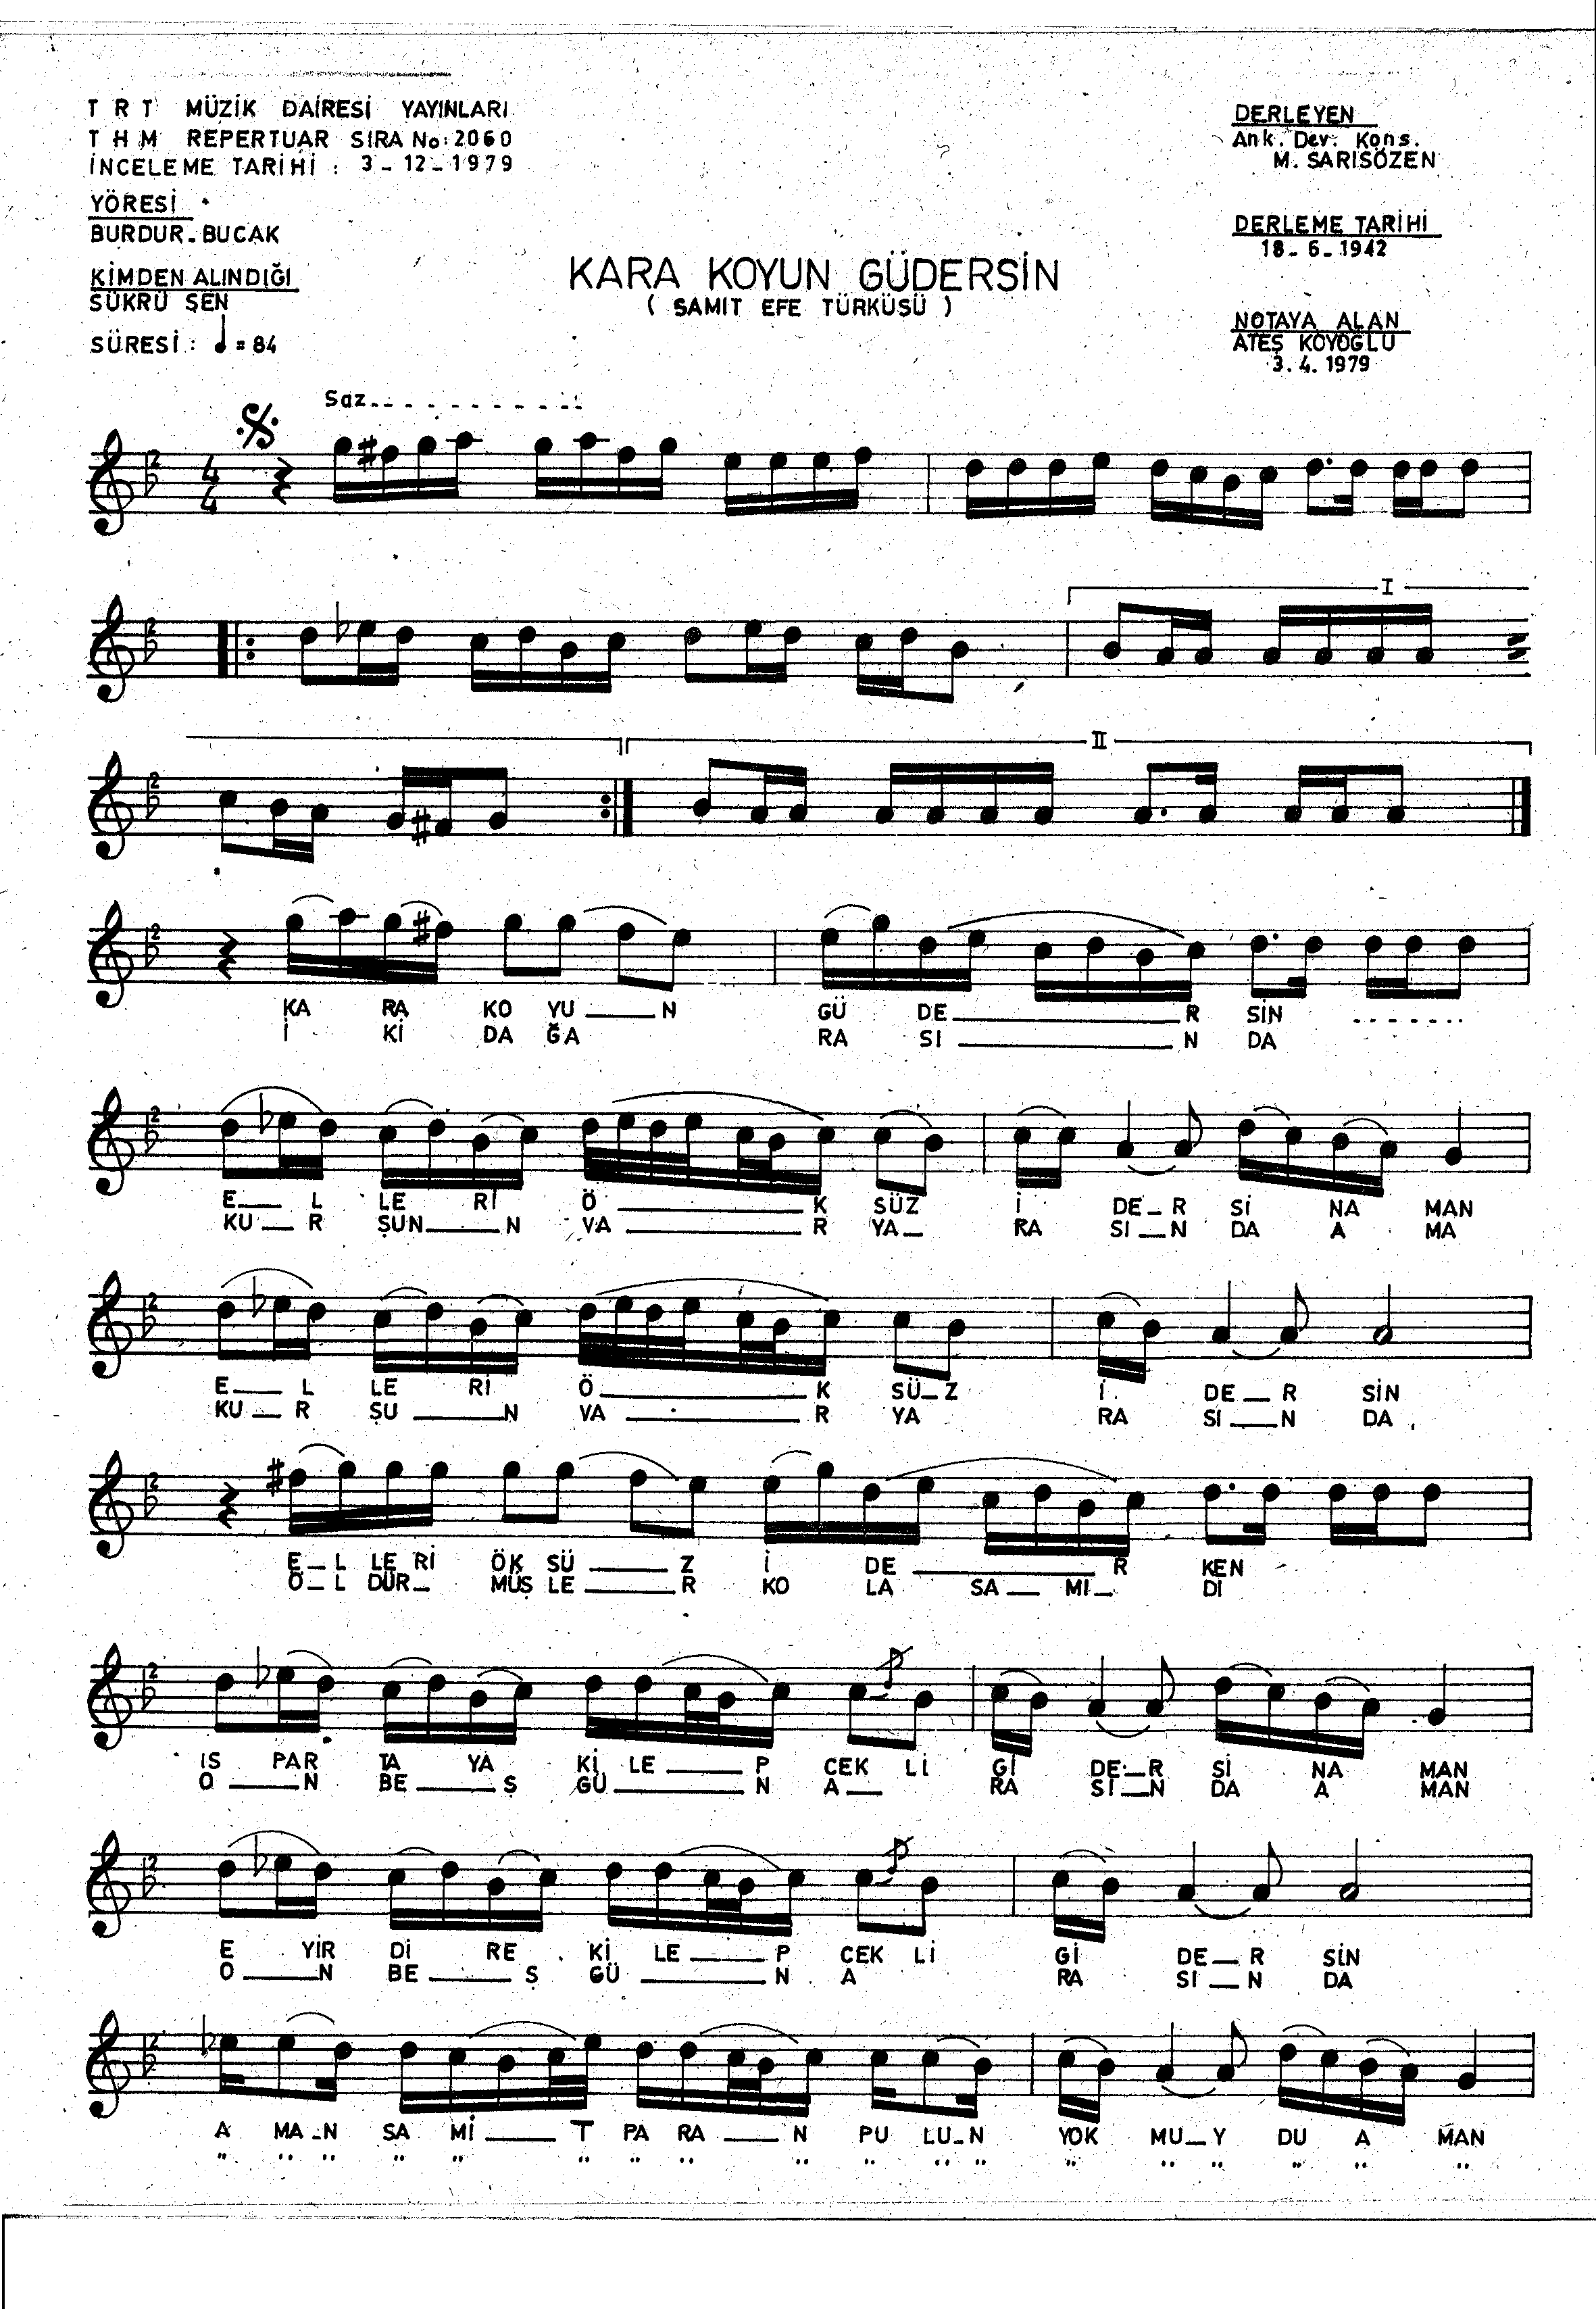 T R T MÜZİK DAİRESİ YAYINLARI
T H M REPERTUAR SIRA No: 2060
İNCELEME TARİHİ : 3-12-1979
YÖRESİ
BURDUR-BUCAK
KİMDEN ALINDIĞI
ŞÜKRÜ ŞEN
SÜRESİ : = 84
DERLEYEN
Ank. Dev. Kons.
M. SARISÖZEN
DERLEME TARİHİ
18-6-1942
NOTAYA ALAN
ATEŞ KÖYOĞLU
3.4.1979
KARA KOYUN GÜDERSİN
( SAMIT EFE TÜRKÜSÜ )
Saz
4
4
I
II
KA RA KO YU N GÜ DE R SİN
İ Kİ DA ĞA RA SI N DA
E L LE Rİ Ö K SÜZ İ DE R Sİ NA MAN
KU R ŞUN N VA R YA RA SI N DA A MA
E L LE Rİ Ö K SÜ Z İ DE R SİN
KU R ŞU N VA R YA RA SI N DA
E L LE Rİ ÖK SÜ Z İ DE R KEN
Ö L DÜR MÜŞ LE R KO LA SA MI DI
IS PAR TA YA Kİ LE P ÇEK Lİ Gİ DE R Sİ NA MAN
O N BE Ş GÜ N A RA SI N DA A MAN
E YİR Dİ RE Kİ LE P ÇEK Lİ Gİ DE R SİN
O N BE Ş GÜ N A RA SI N DA
A MA N SA Mİ T PA RA N PU LU N YOK MU Y DU A MAN
" " " " " " " " " " " " " " " " " "